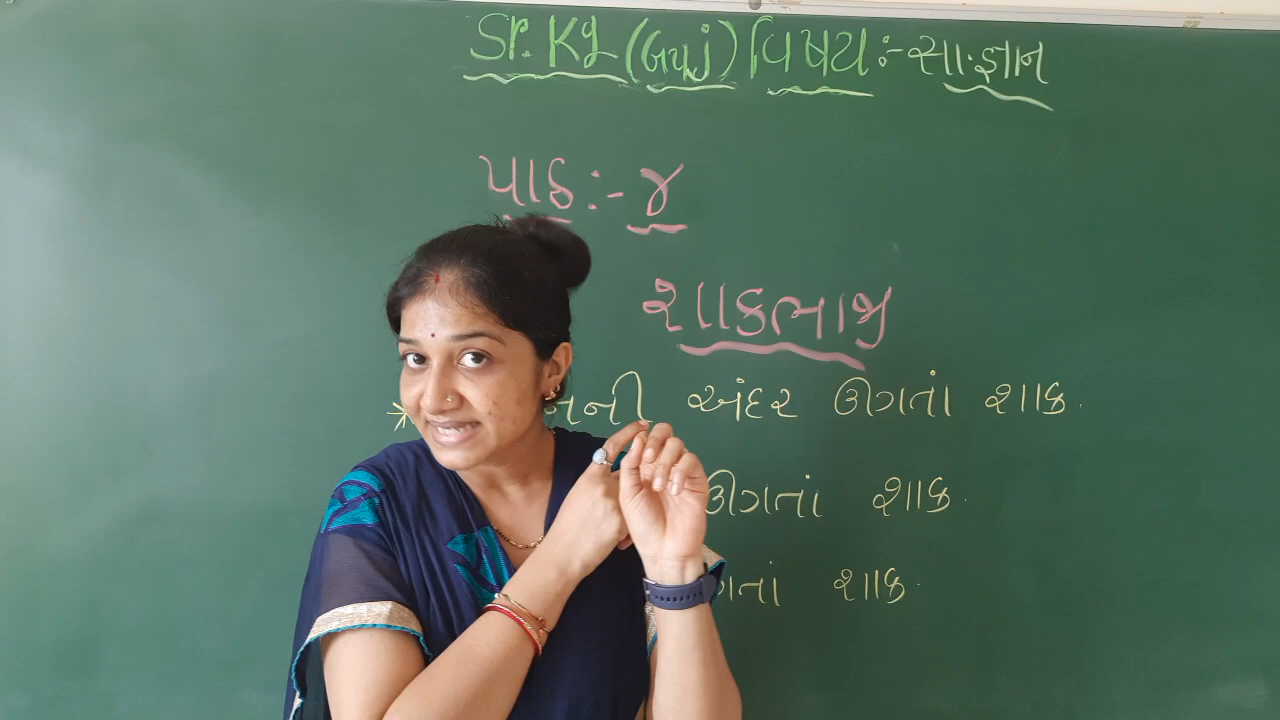 Sr. Kg (ગુજ) વિષય :- સા.જ્ઞાન
પાઠ :- ૪
શાકભાજી
* અંદર ઊગતાં શાક.
ઊગતાં શાક.
શાક.